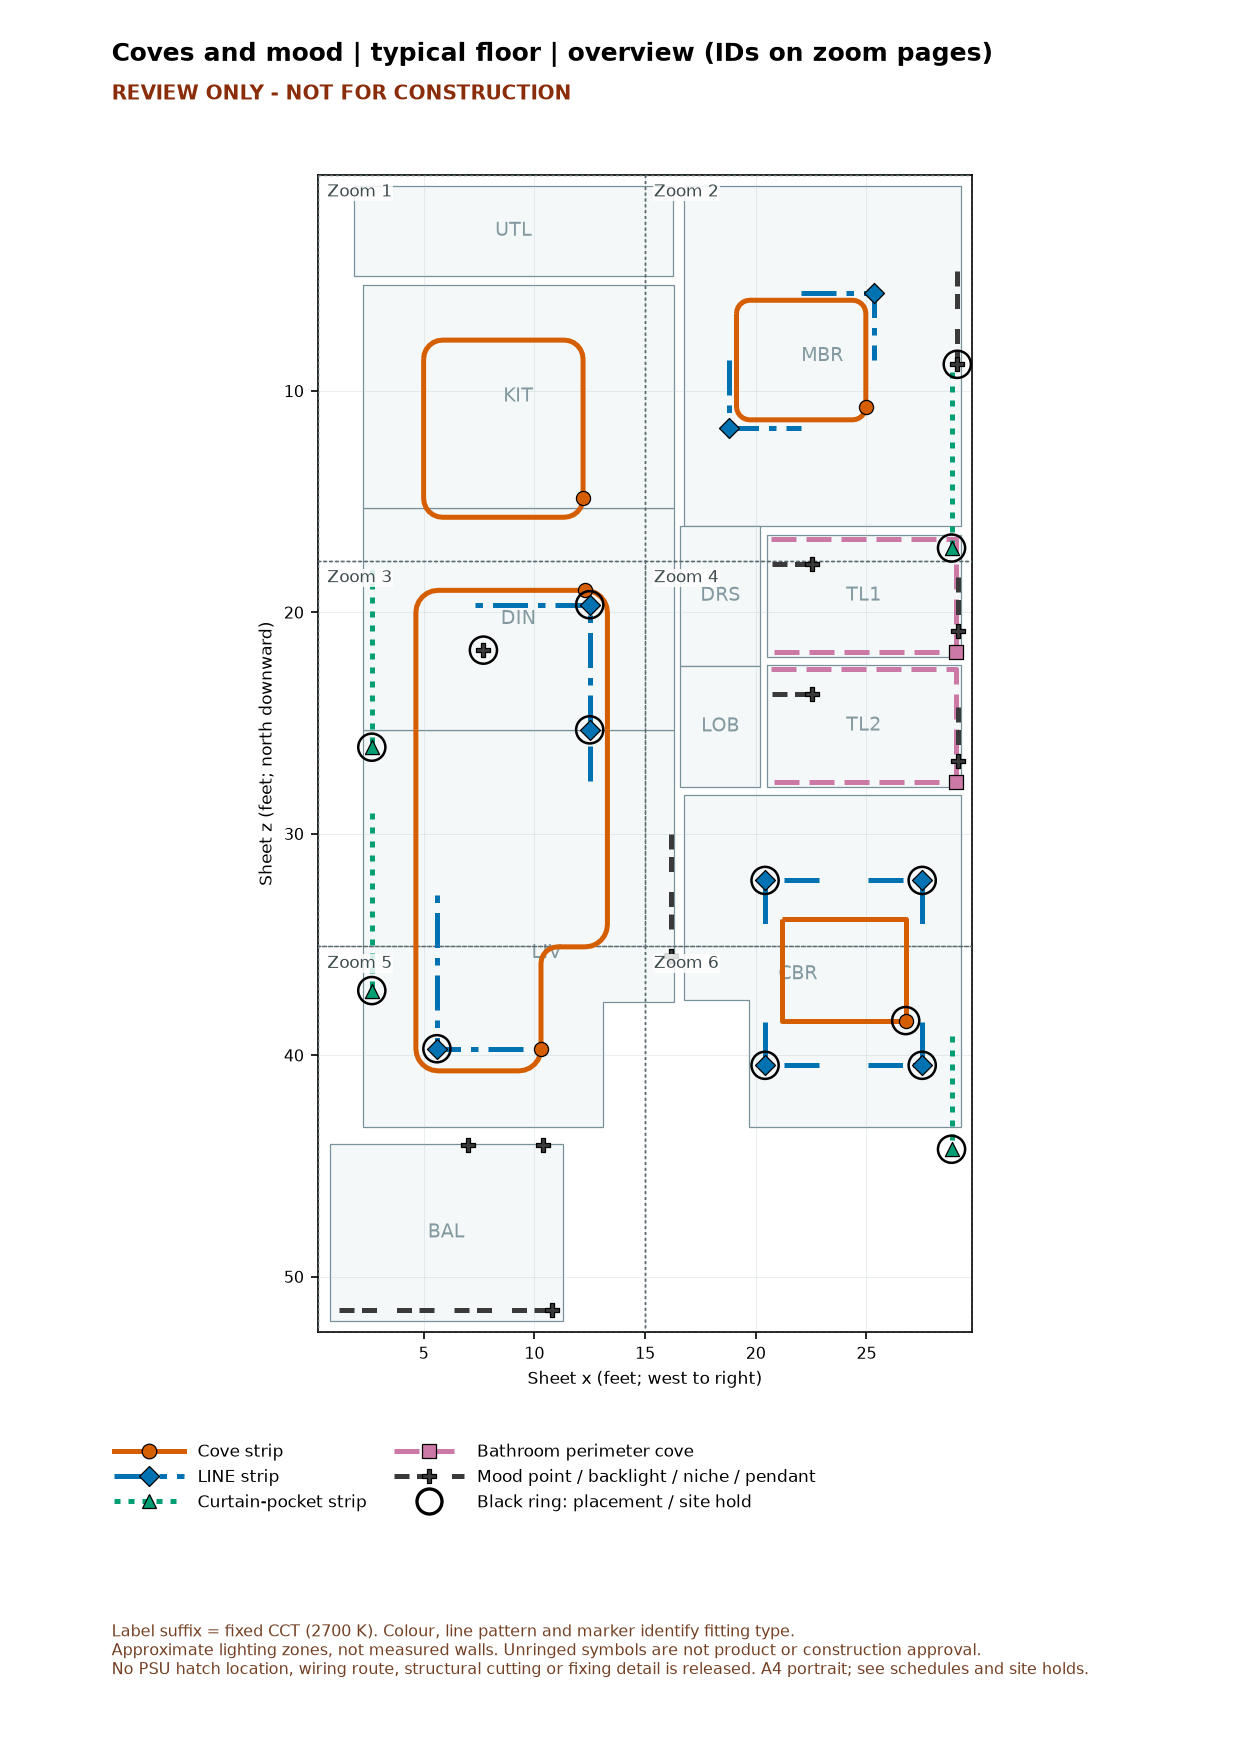 Coves and mood | typical floor | overview (IDs on zoom pages)
REVIEW ONLY - NOT FOR CONSTRUCTION
Zoom 1
Zoom 2
UTL
MBR
KIT
10
Zoom 3
Zoom 4
DRS
TL1
20
DIN
LOB
TL2
Sheet z (feet; north downward)
30
LIV
Zoom 5
Zoom 6
CBR
40
BAL
50
5
10
15
20
25
Sheet x (feet; west to right)
Cove strip
LINE strip
Curtain-pocket strip
Bathroom perimeter cove
Mood point / backlight / niche / pendant
Black ring: placement / site hold
Label suffix = fixed CCT (2700 K). Colour, line pattern and marker identify fitting type.
Approximate lighting zones, not measured walls. Unringed symbols are not product or construction approval.
No PSU hatch location, wiring route, structural cutting or fixing detail is released. A4 portrait; see schedules and site holds.